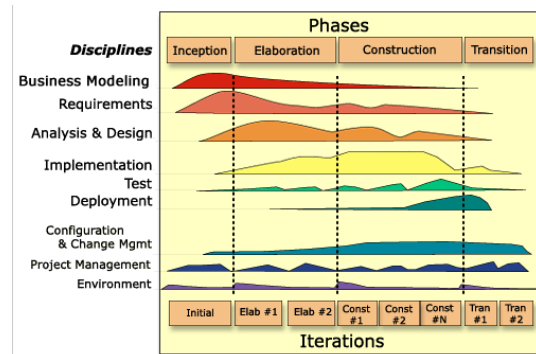 Phases
Disciplines
Inception
Elaboration
Construction
Transition
Business Modeling
Requirements
Analysis & Design
Implementation
Test
Deployment
Configuration
& Change Mgmt
Project Management
Environment
Initial
Elab #1
Elab #2
Const
#1
Const
#2
Const
#N
Tran
#1
Tran
#2
Iterations